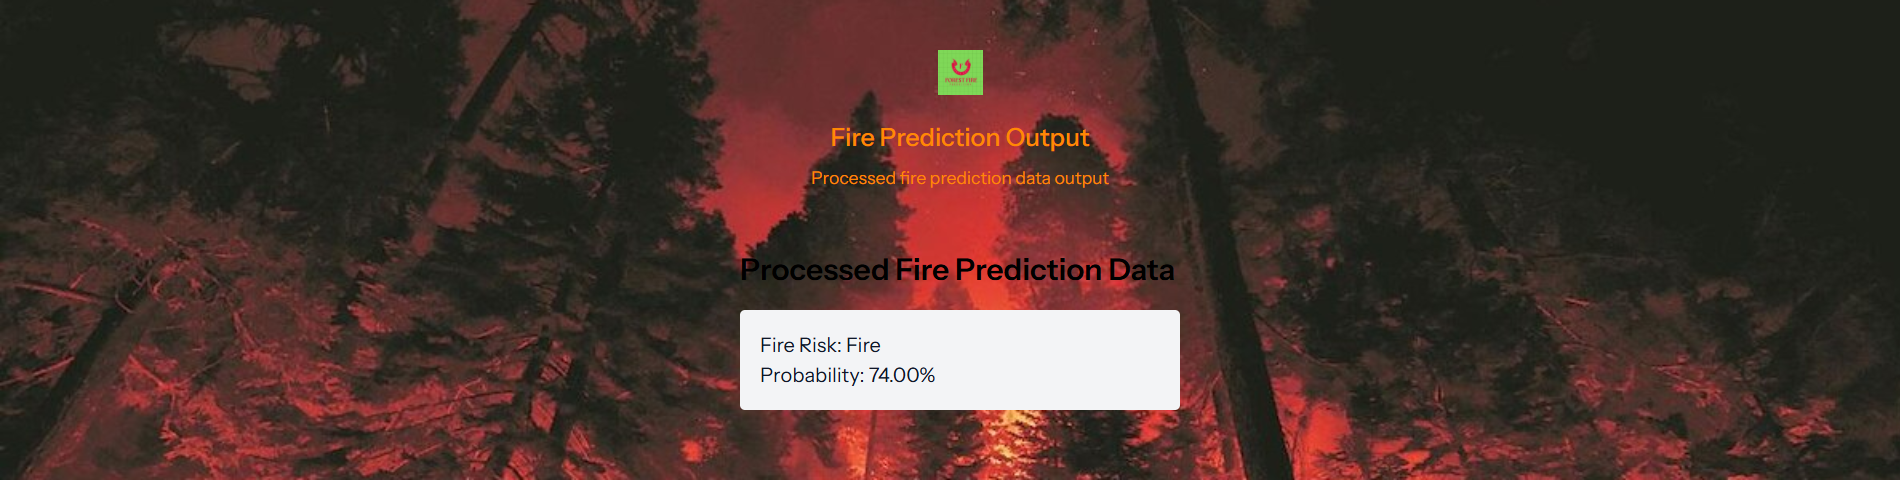 FOREST FIRE
Fire Prediction Output
Processed fire prediction data output
Processed Fire Prediction Data
Fire Risk: Fire
Probability: 74.00%